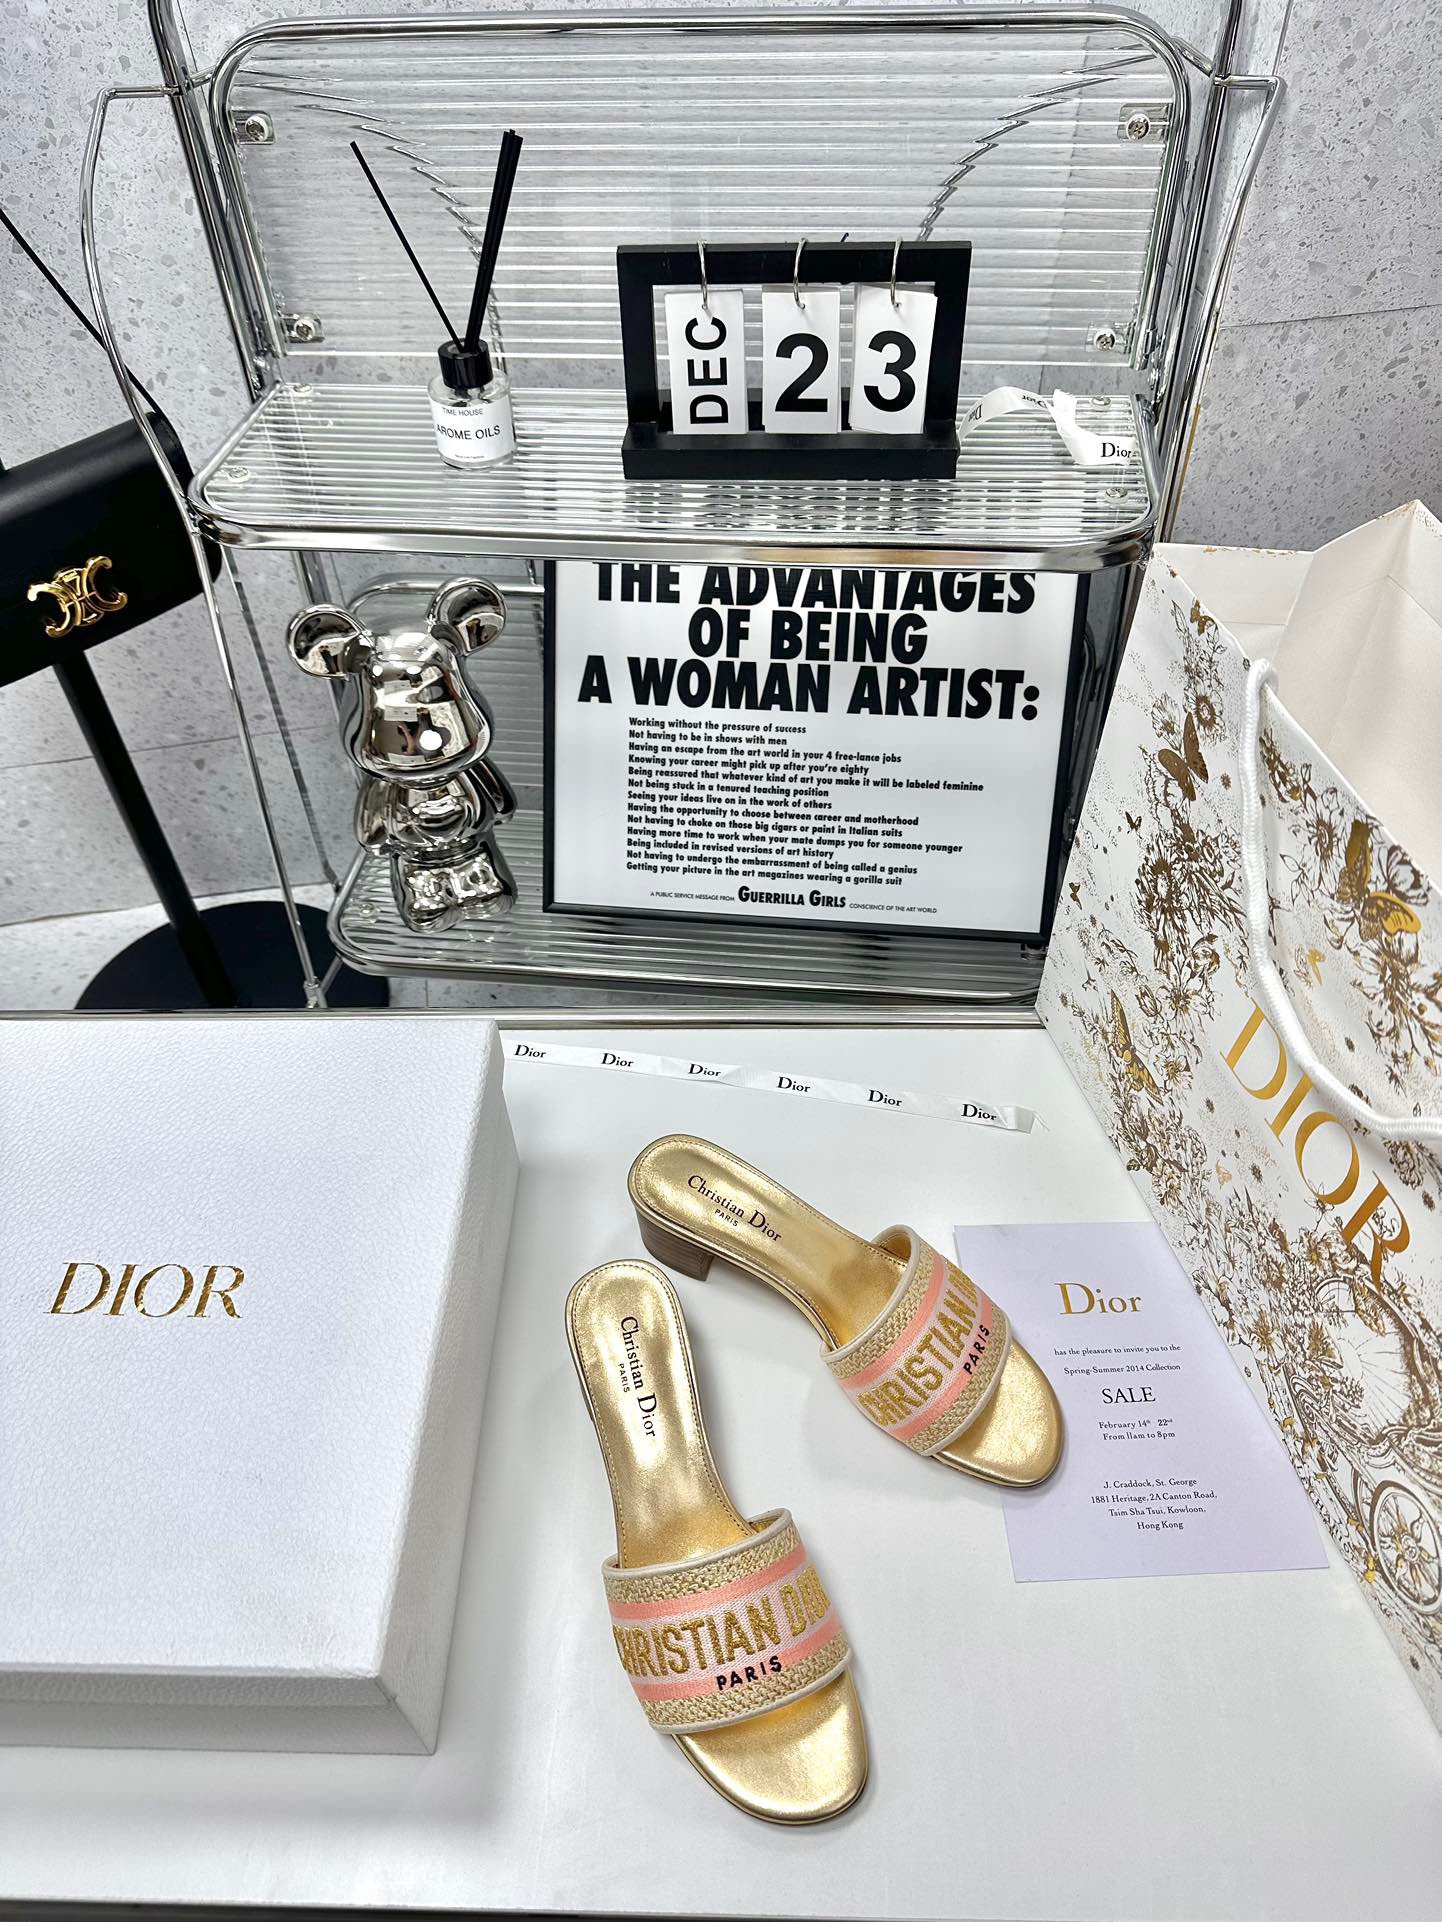 DEC 2 3
TIME HOUSE
AROME OILS
Dior
Dior
Dior
THE ADVANTAGES
OF BEING
A WOMAN ARTIST:
Working without the pressure of success
Not having to be in shows with men
Having an escape from the art world in your 4 free-lance jobs
Knowing your career might pick up after you're eighty
Being reassured that whatever kind of art you make it will be labeled feminine
Not being stuck in a tenured teaching position
Seeing your ideas live on in the work of others
Having the opportunity to choose between career and motherhood
Not having to choke on those big cigars or paint in Italian suits
Having more time to work when your mate dumps you for someone younger
Being included in revised versions of art history
Not having to undergo the embarrassment of being called a genius
Getting your picture in the art magazines wearing a gorilla suit
A PUBLIC SERVICE MESSAGE FROM GUERRILLA GIRLS CONSCIENCE OF THE ART WORLD
Dior Dior Dior Dior Dior Dior
DIOR
DIOR
Christian Dior
PARIS
CHRISTIAN
PARIS
Christian Dior
PARIS
CHRISTIAN DIOR
PARIS
Dior
has the pleasure to invite you to the
Spring-Summer 2014 Collection
SALE
February 14th 22nd
From 11am to 8pm
J. Craddock, St. George
1881 Heritage, 2A Canton Road,
Tsim Sha Tsui, Kowloon,
Hong Kong